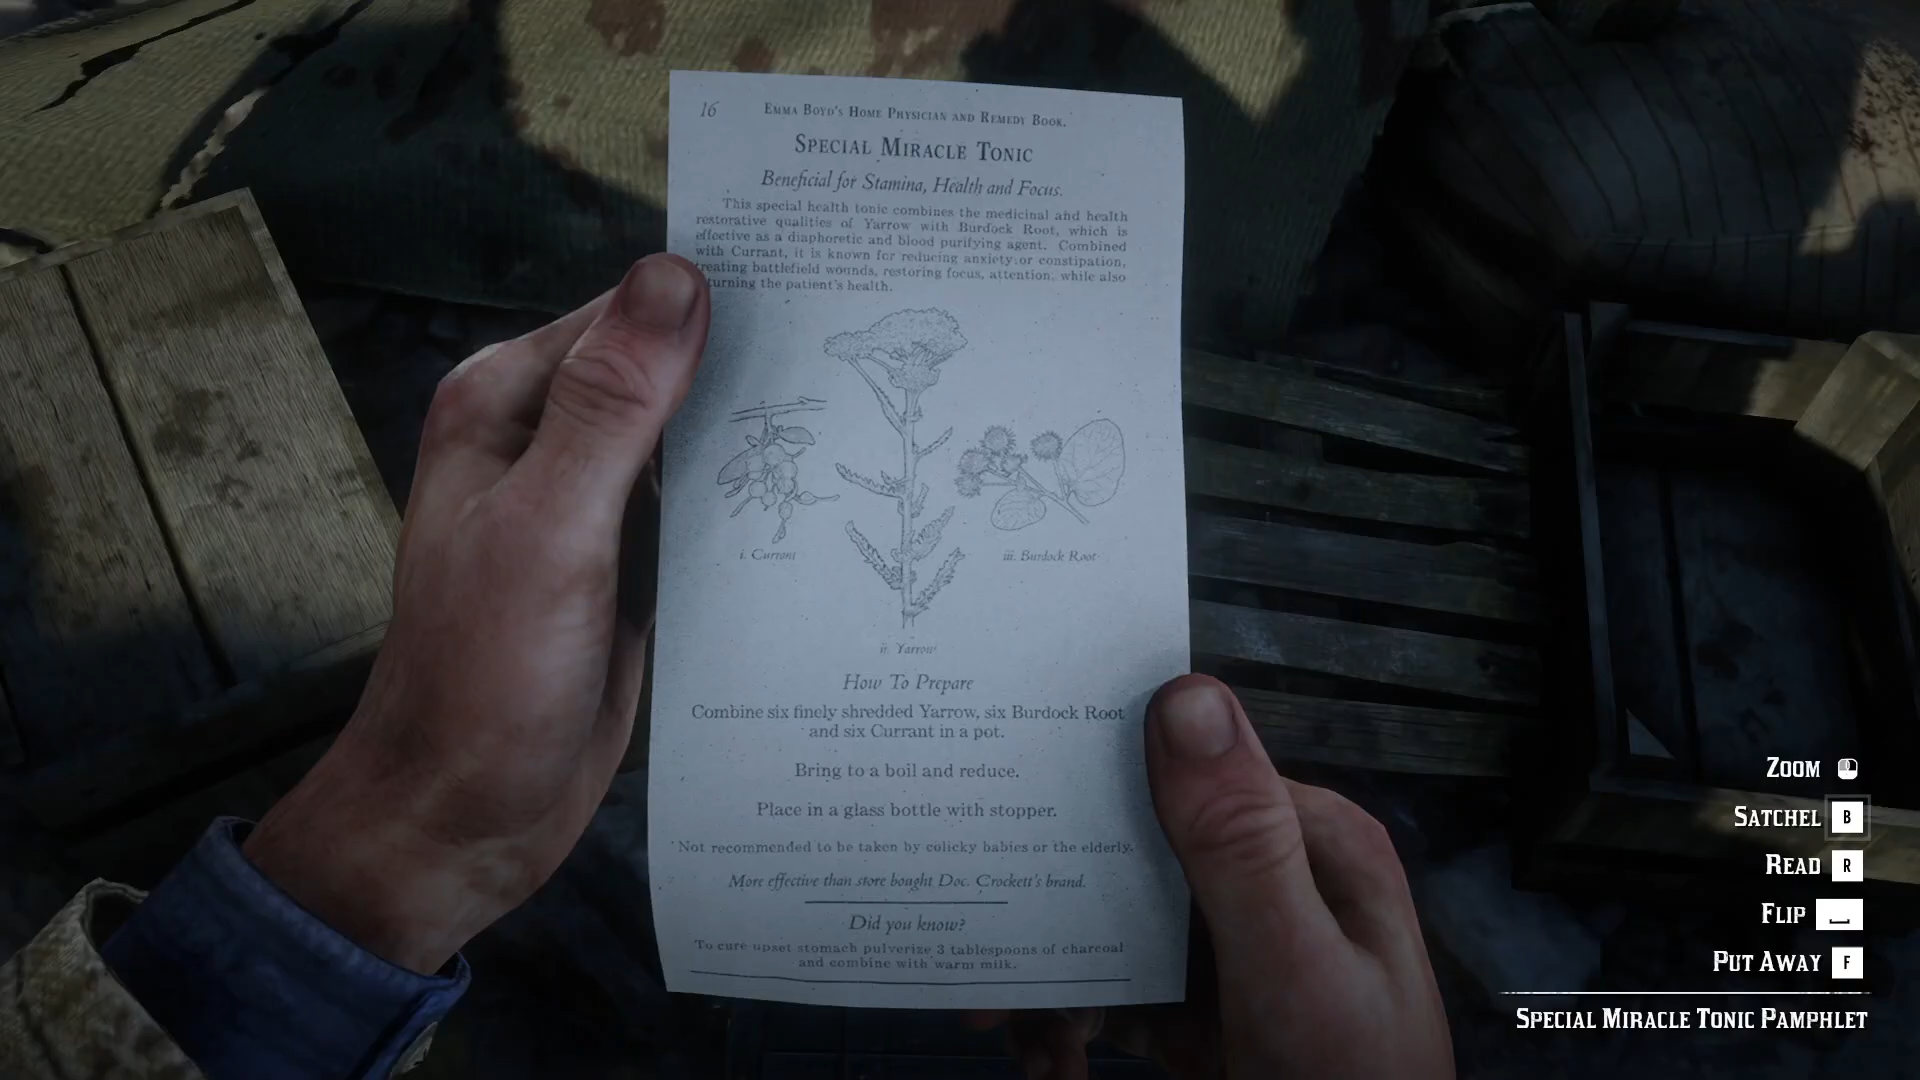 16 Emma Boyd's Home Physician and Remedy Book.
Special Miracle Tonic
Beneficial for Stamina, Health and Focus.
This special health tonic combines the medicinal and health
restorative qualities of Yarrow with Burdock Root, which is
effective as a diaphoretic and blood purifying agent. Combined
with Currant, it is known for reducing anxiety or constipation,
treating battlefield wounds, restoring focus, attention, while also
turning the patient's health.
i. Currant
iii. Burdock Root
ii. Yarrow
How To Prepare
Combine six finely shredded Yarrow, six Burdock Root
and six Currant in a pot.
Bring to a boil and reduce.
Place in a glass bottle with stopper.
*Not recommended to be taken by colicky babies or the elderly.
More effective than store bought Doc. Crockett's brand.
Did you know?
To cure upset stomach pulverize 3 tablespoons of charcoal
and combine with warm milk.
Zoom
Satchel B
Read R
Flip
Put Away F
Special Miracle Tonic Pamphlet